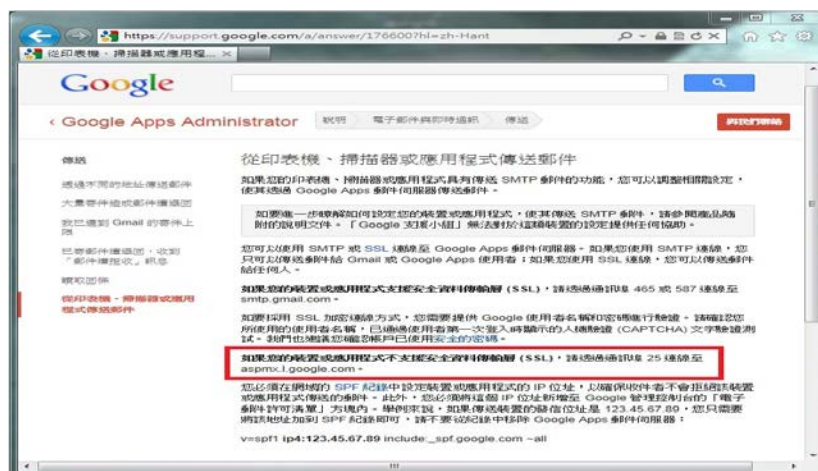 https://support.google.com/a/answer/176600?hl=zh-Hant
從印表機、掃描器或應用程...
Google
‹ Google Apps Administrator
說明
電子郵件與即時通訊
傳送
與我們聯絡
傳送
透過不同的地址傳送郵件
大量寄件遭或郵件遭退回
我已達到 Gmail 的寄件上
限
已寄郵件遭退回、收到
「郵件遭拒收」訊息
讀取回條
從印表機、掃描器或應用
程式傳送郵件
從印表機、掃描器或應用程式傳送郵件
如果您的印表機、掃描器或應用程式具有傳送 SMTP 郵件的功能，您可以調整相關設定，
使其透過 Google Apps 郵件伺服器傳送郵件。
如要進一步瞭解如何設定您的裝置或應用程式，使其傳送 SMTP 郵件，請參閱產品隨
附的說明文件。「Google 支援小組」無法對於這類裝置的設定提供任何協助。
您可以使用 SMTP 或 SSL 連線至 Google Apps 郵件伺服器。如果您使用 SMTP 連線，您
只可以傳送郵件給 Gmail 或 Google Apps 使用者；如果您使用 SSL 連線，您可以傳送郵件
給任何人。
如果您的裝置或應用程式支援安全資料傳輸層 (SSL)，請透過通訊埠 465 或 587 連線至
smtp.gmail.com。
如要採用 SSL 加密連線方式，您需要提供 Google 使用者名稱和密碼進行驗證。請確認您
所使用的使用者名稱，已通過使用者第一次登入時顯示的人機驗證 (CAPTCHA) 文字驗證測
試。我們也建議您確認帳戶已使用安全的密碼。
如果您的裝置或應用程式不支援安全資料傳輸層 (SSL)，請透過通訊埠 25 連線至
aspmx.l.google.com。
您必須在網域的 SPF 紀錄中設定裝置或應用程式的 IP 位址，以確保收件者不會拒絕該裝置
或應用程式傳送的郵件。此外，您必須將這個 IP 位址新增至 Google 管理控制台的「電子
郵件許可清單」方塊內。舉例來說，如果傳送裝置的發信位址是 123.45.67.89，您只需要
將該地址加到 SPF 紀錄即可，請不要從紀錄中移除 Google Apps 郵件伺服器：
v=spf1 ip4:123.45.67.89 include:_spf.google.com ~all